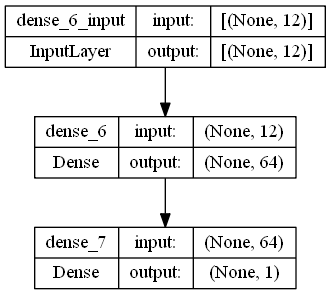 dense_6_input input: [(None, 12)]
InputLayer output: [(None, 12)]
dense_6 input: (None, 12)
Dense output: (None, 64)
dense_7 input: (None, 64)
Dense output: (None, 1)